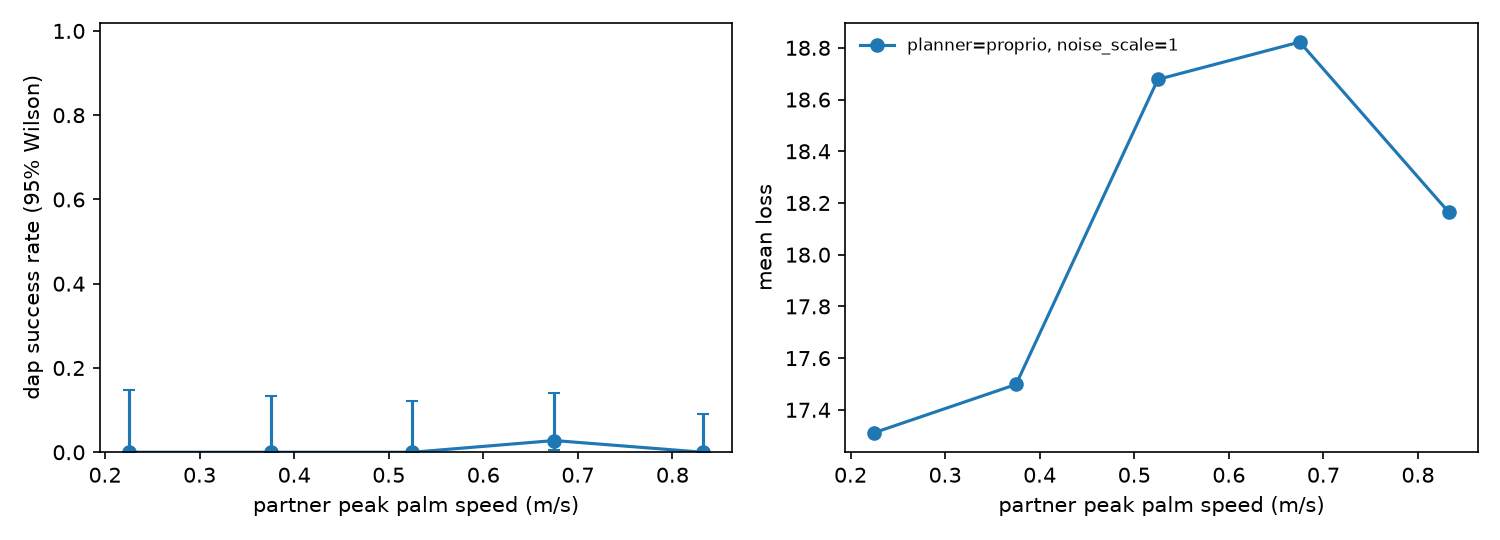 dap success rate (95% Wilson)
1.0
0.8
0.6
0.4
0.2
0.0
0.2 0.3 0.4 0.5 0.6 0.7 0.8
partner peak palm speed (m/s)
planner=proprio, noise_scale=1
mean loss
18.8
18.6
18.4
18.2
18.0
17.8
17.6
17.4
0.2 0.3 0.4 0.5 0.6 0.7 0.8
partner peak palm speed (m/s)